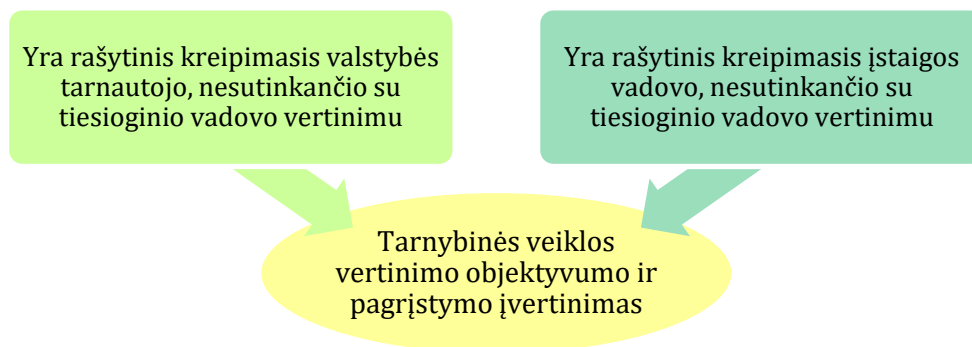 Yra rašytinis kreipimasis valstybės
tarnautojo, nesutinkančio su
tiesioginio vadovo vertinimu
Yra rašytinis kreipimasis įstaigos
vadovo, nesutinkančio su
tiesioginio vadovo vertinimu
Tarnybinės veiklos
vertinimo objektyvumo ir
pagrįstymo įvertinimas